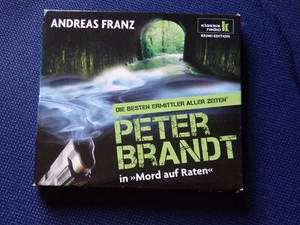 ANDREAS FRANZ
klassik
radio
KRIMI-EDITION
DIE BESTEN ERMITTLER ALLER ZEITEN*
PETER
BRANDT
in »Mord auf Raten«